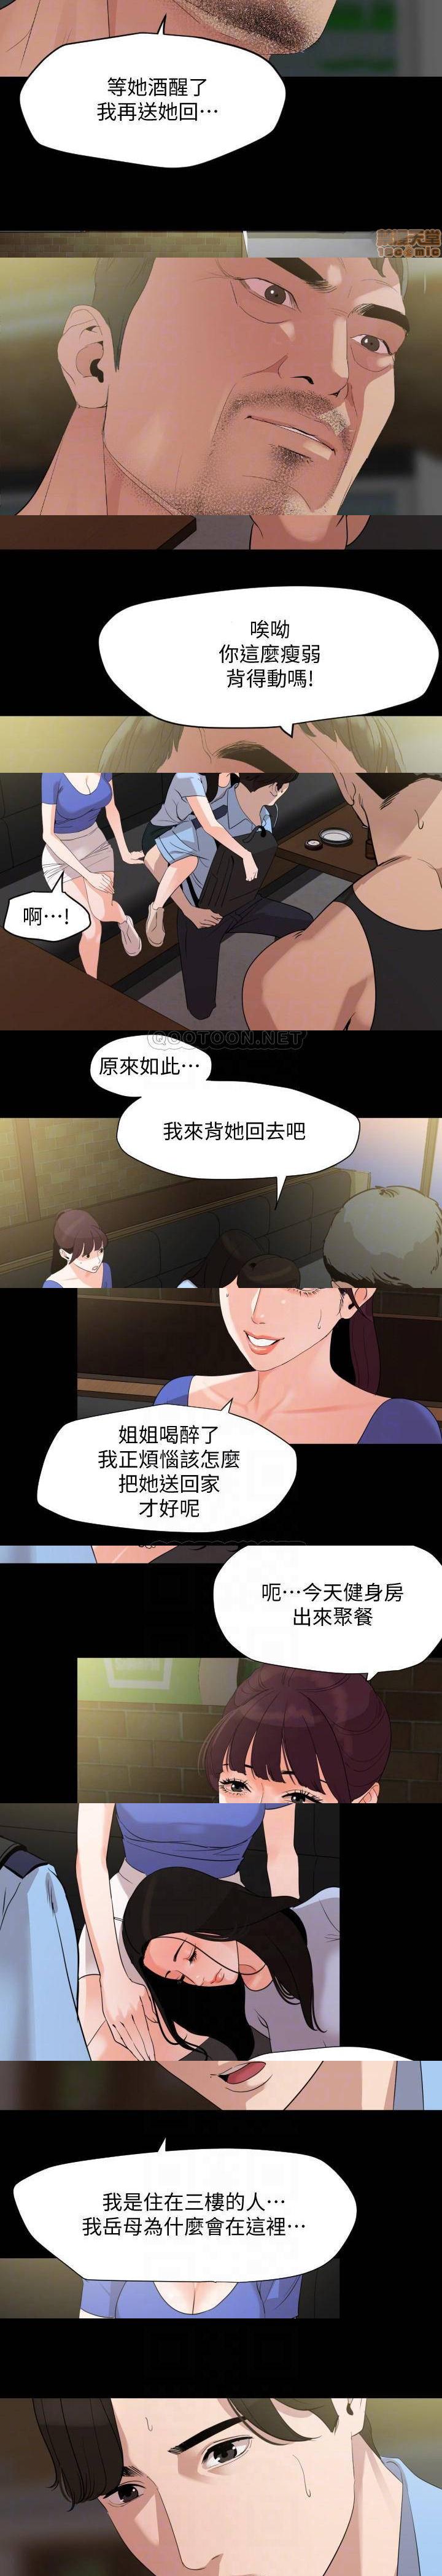 等她酒醒了
我再送她回⋯
唉呦
你這麼瘦弱
背得動嗎!
啊⋯!
QOOTOON.NET
原來如此⋯
我來背她回去吧
姐姐喝醉了
我正煩惱該怎麼
把她送回家
才好呢
呃⋯今天健身房
出來聚餐
我是住在三樓的人⋯
我岳母為什麼會在這裡⋯